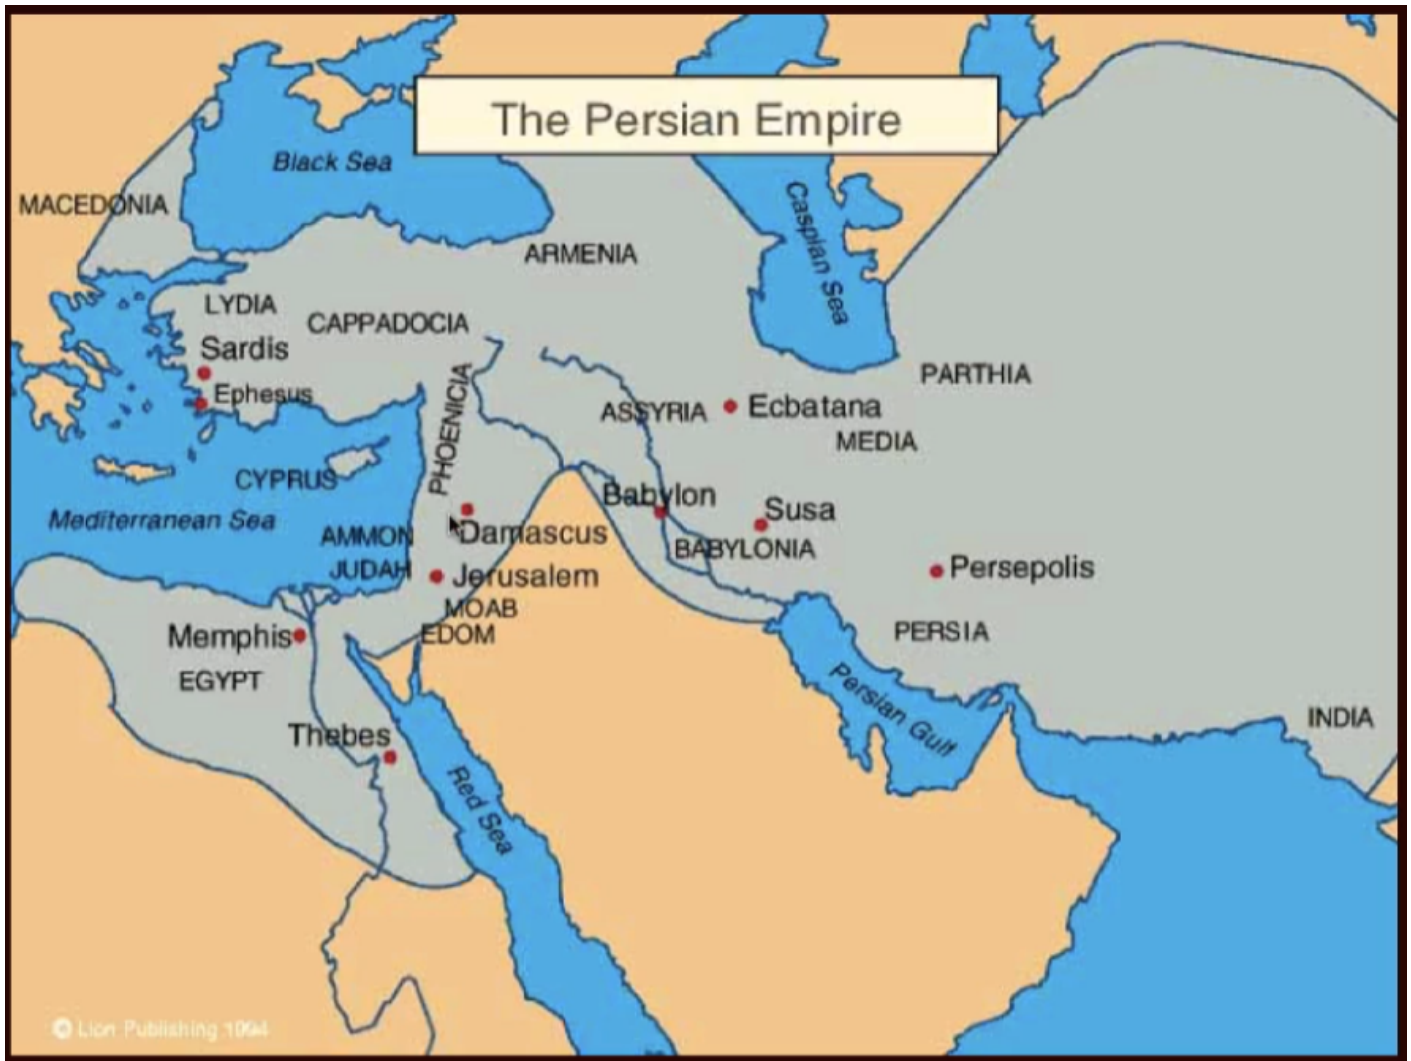 The Persian Empire
Black Sea
Caspian Sea
MACEDONIA
ARMENIA
LYDIA
CAPPADOCIA
Sardis
Ephesus
PHOENICIA
PARTHIA
ASSYRIA
Ecbatana
MEDIA
CYPRUS
Mediterranean Sea
Babylon
Susa
AMMON
Damascus
BABYLONIA
JUDAH
Jerusalem
Persepolis
MOAB
EDOM
Memphis
PERSIA
EGYPT
Persian Gulf
INDIA
Thebes
Red Sea
© Lion Publishing 1994